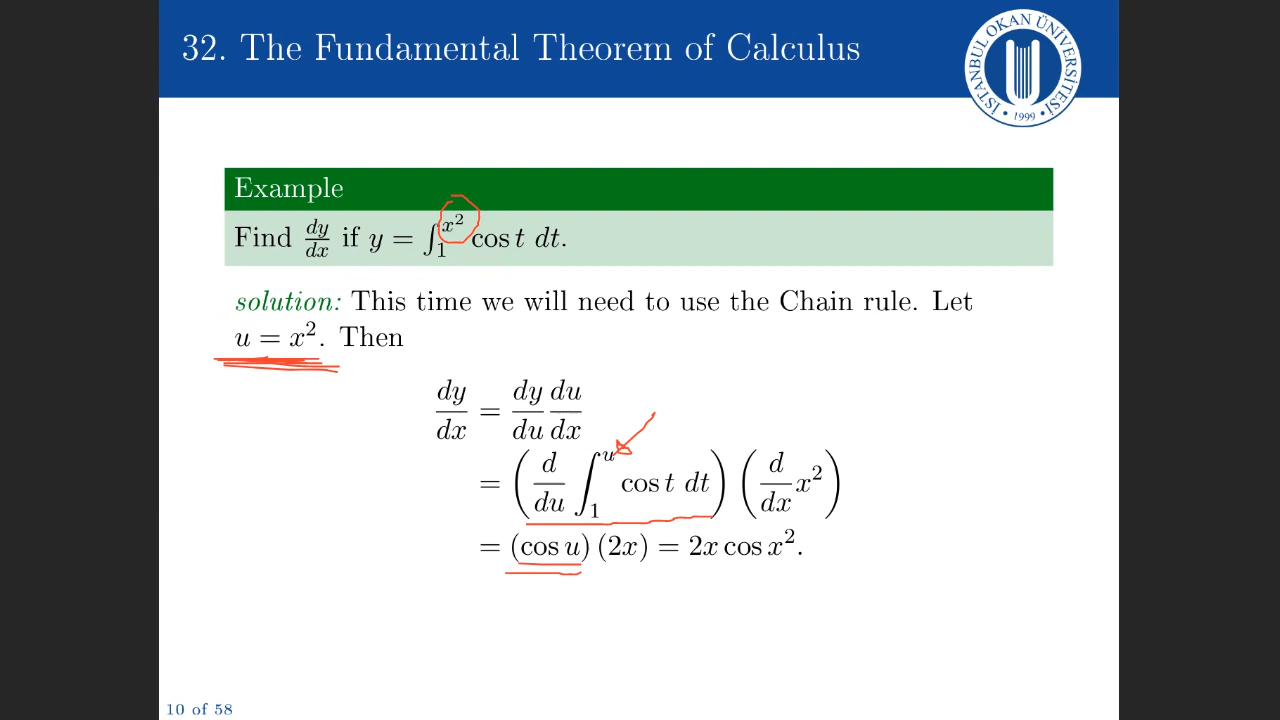 32. The Fundamental Theorem of Calculus
İSTANBUL OKAN ÜNİVERSİTESİ
• 1999 •
Example
Find dy/dx if y = ∫₁^{x²} cos t dt.
solution: This time we will need to use the Chain rule. Let
u = x². Then
dy/dx = dy/du du/dx
= (d/du ∫₁^u cos t dt) (d/dx x²)
= (cos u) (2x) = 2x cos x².
10 of 58